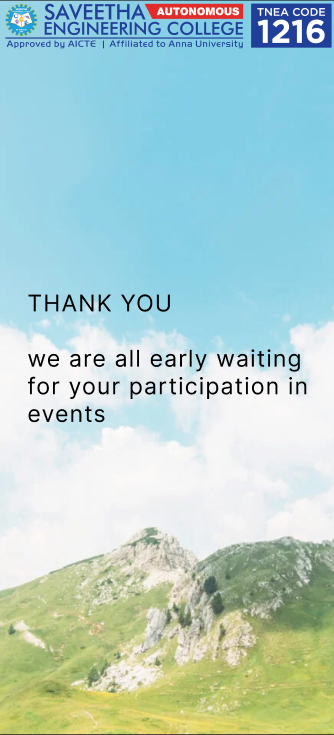 SAVEETHA AUTONOMOUS
ENGINEERING COLLEGE
Approved by AICTE | Affiliated to Anna University
TNEA CODE
1216
THANK YOU
we are all early waiting
for your participation in
events